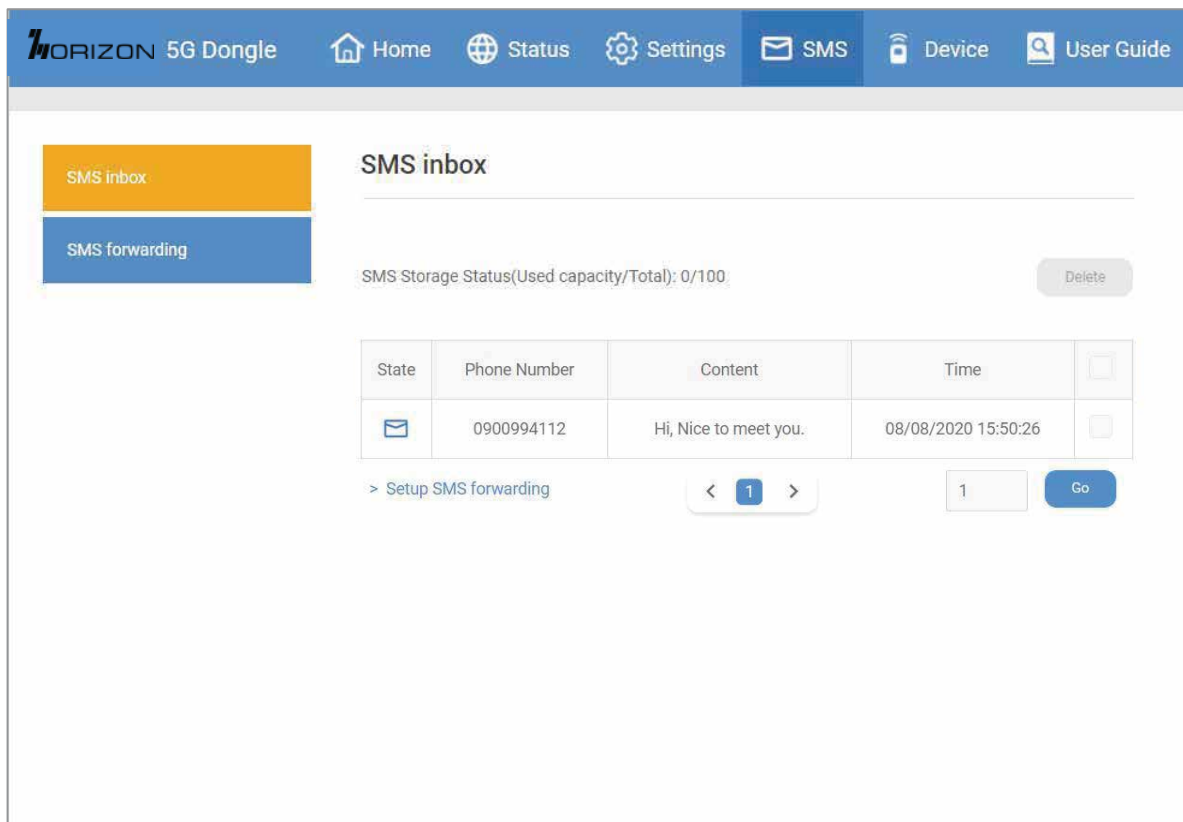 HORIZON 5G Dongle Home Status Settings SMS Device User Guide
SMS inbox
SMS forwarding
SMS inbox
SMS Storage Status(Used capacity/Total): 0/100 Delete
State Phone Number Content Time
0900994112 Hi, Nice to meet you. 08/08/2020 15:50:26
> Setup SMS forwarding < 1 > 1 Go